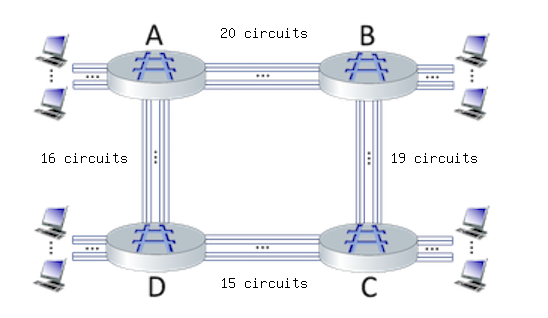 A
20 circuits
B
16 circuits
19 circuits
D
15 circuits
C